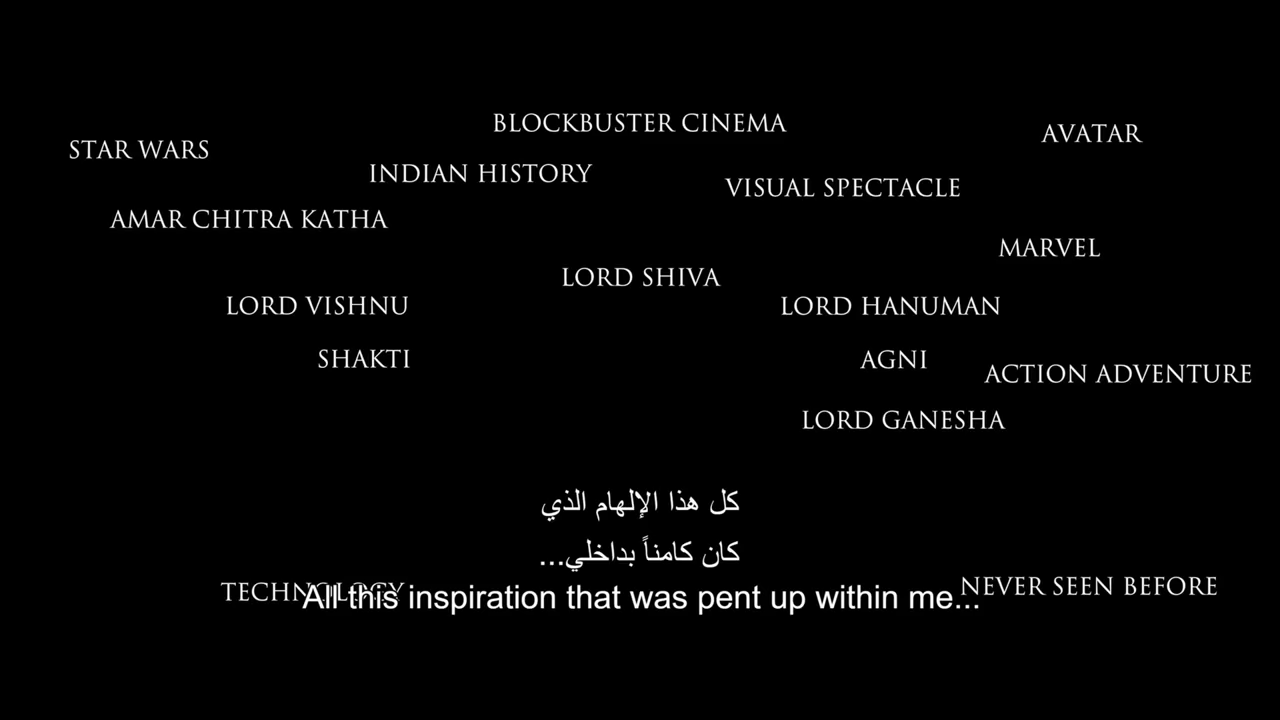 BLOCKBUSTER CINEMA
AVATAR
STAR WARS
INDIAN HISTORY
VISUAL SPECTACLE
AMAR CHITRA KATHA
MARVEL
LORD SHIVA
LORD VISHNU
LORD HANUMAN
SHAKTI
AGNI
ACTION ADVENTURE
LORD GANESHA
كل هذا الإلهام الذي
كان كامناً بداخلي...
TECHNOLOGY
NEVER SEEN BEFORE
All this inspiration that was pent up within me...